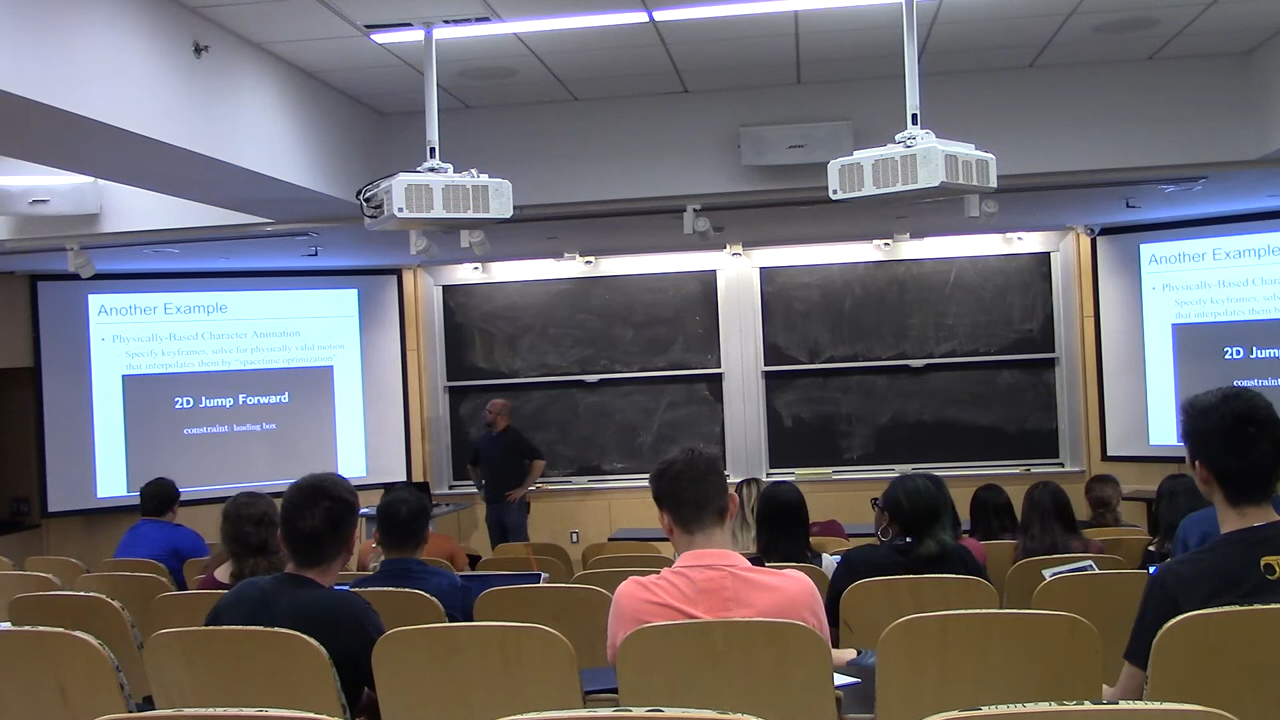 BOSE
Another Example
• Physically-Based Character Animation
– Specify keyframes, solve for physically valid motion
that interpolates them by "spacetime optimization"
2D Jump Forward
constraint: landing box
Another Example
• Physically-Based Chara
Specify keyframes, solv
that interpolates them b
2D Jump
constraint